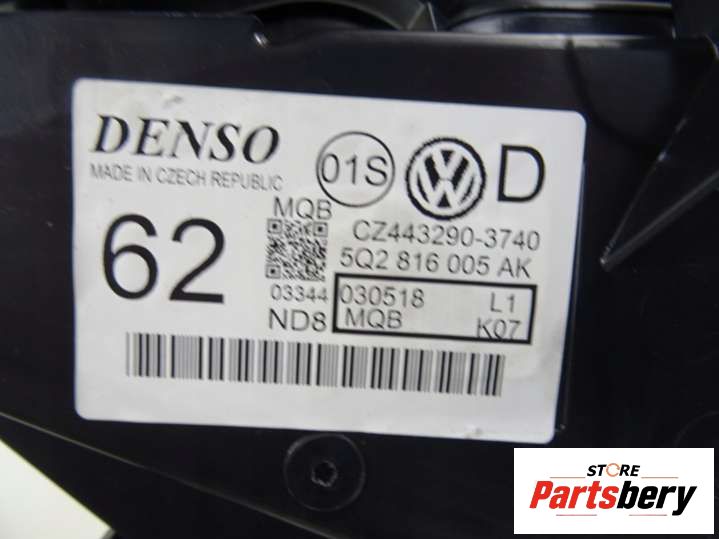 DENSO
MADE IN CZECH REPUBLIC
01S
VW
D
62
MQB
CZ443290-3740
5Q2 816 005 AK
03344
ND8
030518 L1
MQB K07
STORE
Partsbery